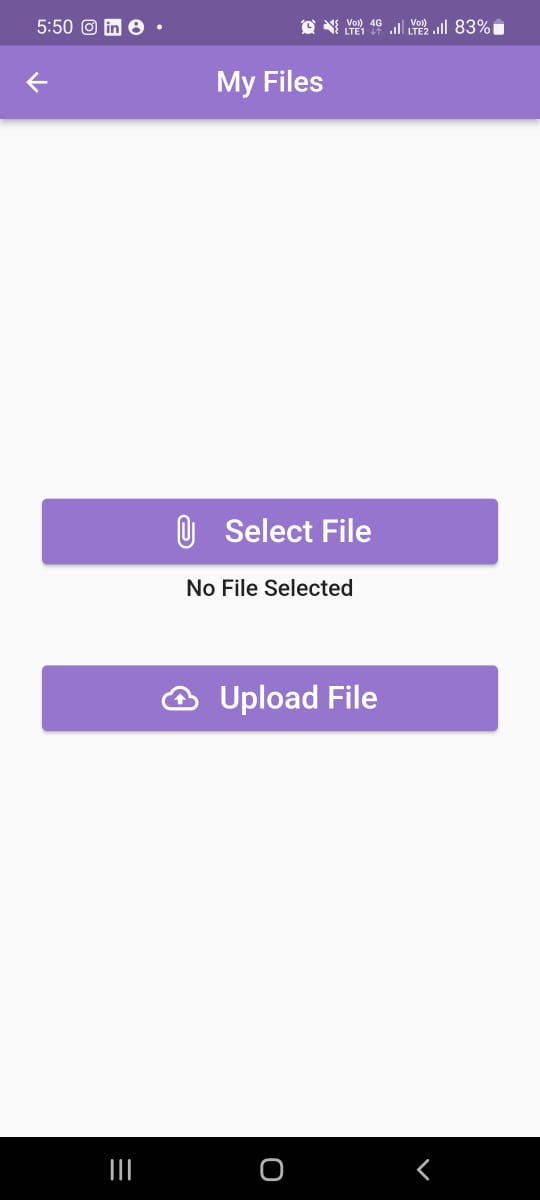 5:50 in Vo)) LTE1 4G Vo)) LTE2 83%
My Files
Select File
No File Selected
Upload File